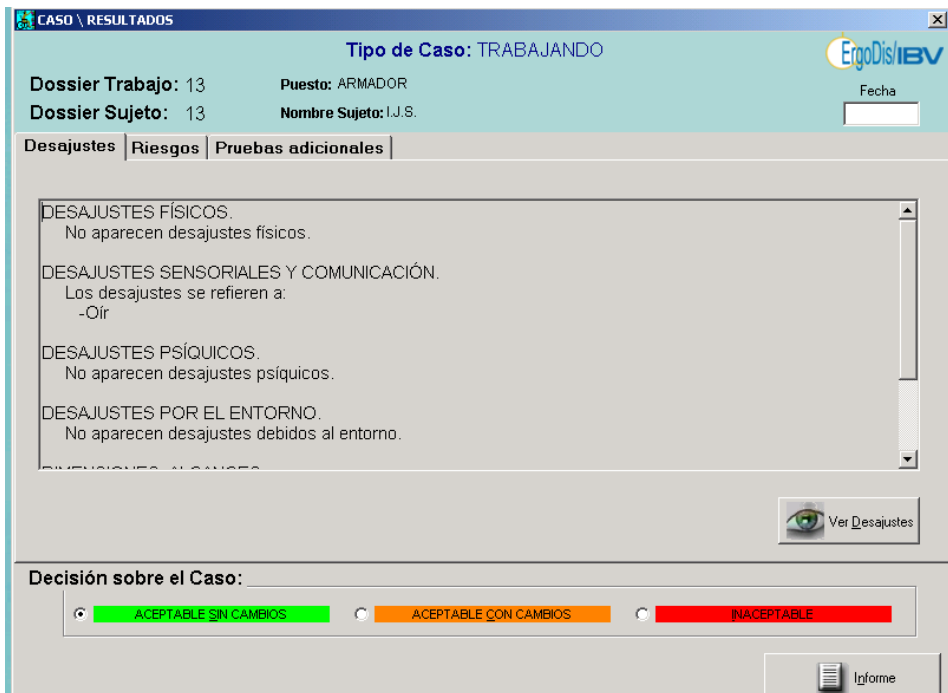 CASO \ RESULTADOS
Tipo de Caso: TRABAJANDO
ErgoDis/IBV
Dossier Trabajo: 13 Puesto: ARMADOR
Fecha
Dossier Sujeto: 13 Nombre Sujeto: I.J.S.
Desajustes Riesgos Pruebas adicionales
DESAJUSTES FÍSICOS.
No aparecen desajustes físicos.
DESAJUSTES SENSORIALES Y COMUNICACIÓN.
Los desajustes se refieren a:
-Oír
DESAJUSTES PSÍQUICOS.
No aparecen desajustes psíquicos.
DESAJUSTES POR EL ENTORNO.
No aparecen desajustes debidos al entorno.
Ver Desajustes
Decisión sobre el Caso:
ACEPTABLE SIN CAMBIOS ACEPTABLE CON CAMBIOS INACEPTABLE
Informe